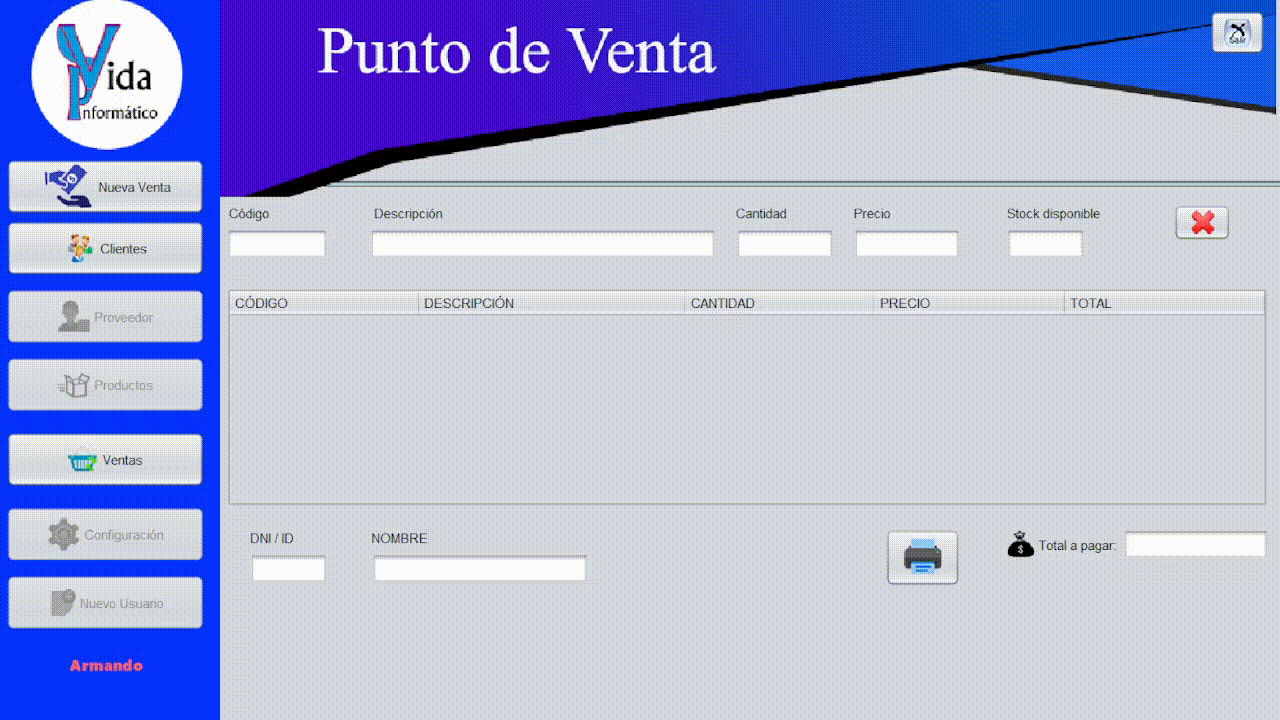 Vida
Informático
Punto de Venta
Salir
Nueva Venta
Clientes
Proveedor
Productos
Ventas
Configuración
Nuevo Usuario
Armando
Código Descripción Cantidad Precio Stock disponible
CÓDIGO DESCRIPCIÓN CANTIDAD PRECIO TOTAL
DNI / ID NOMBRE Total a pagar: